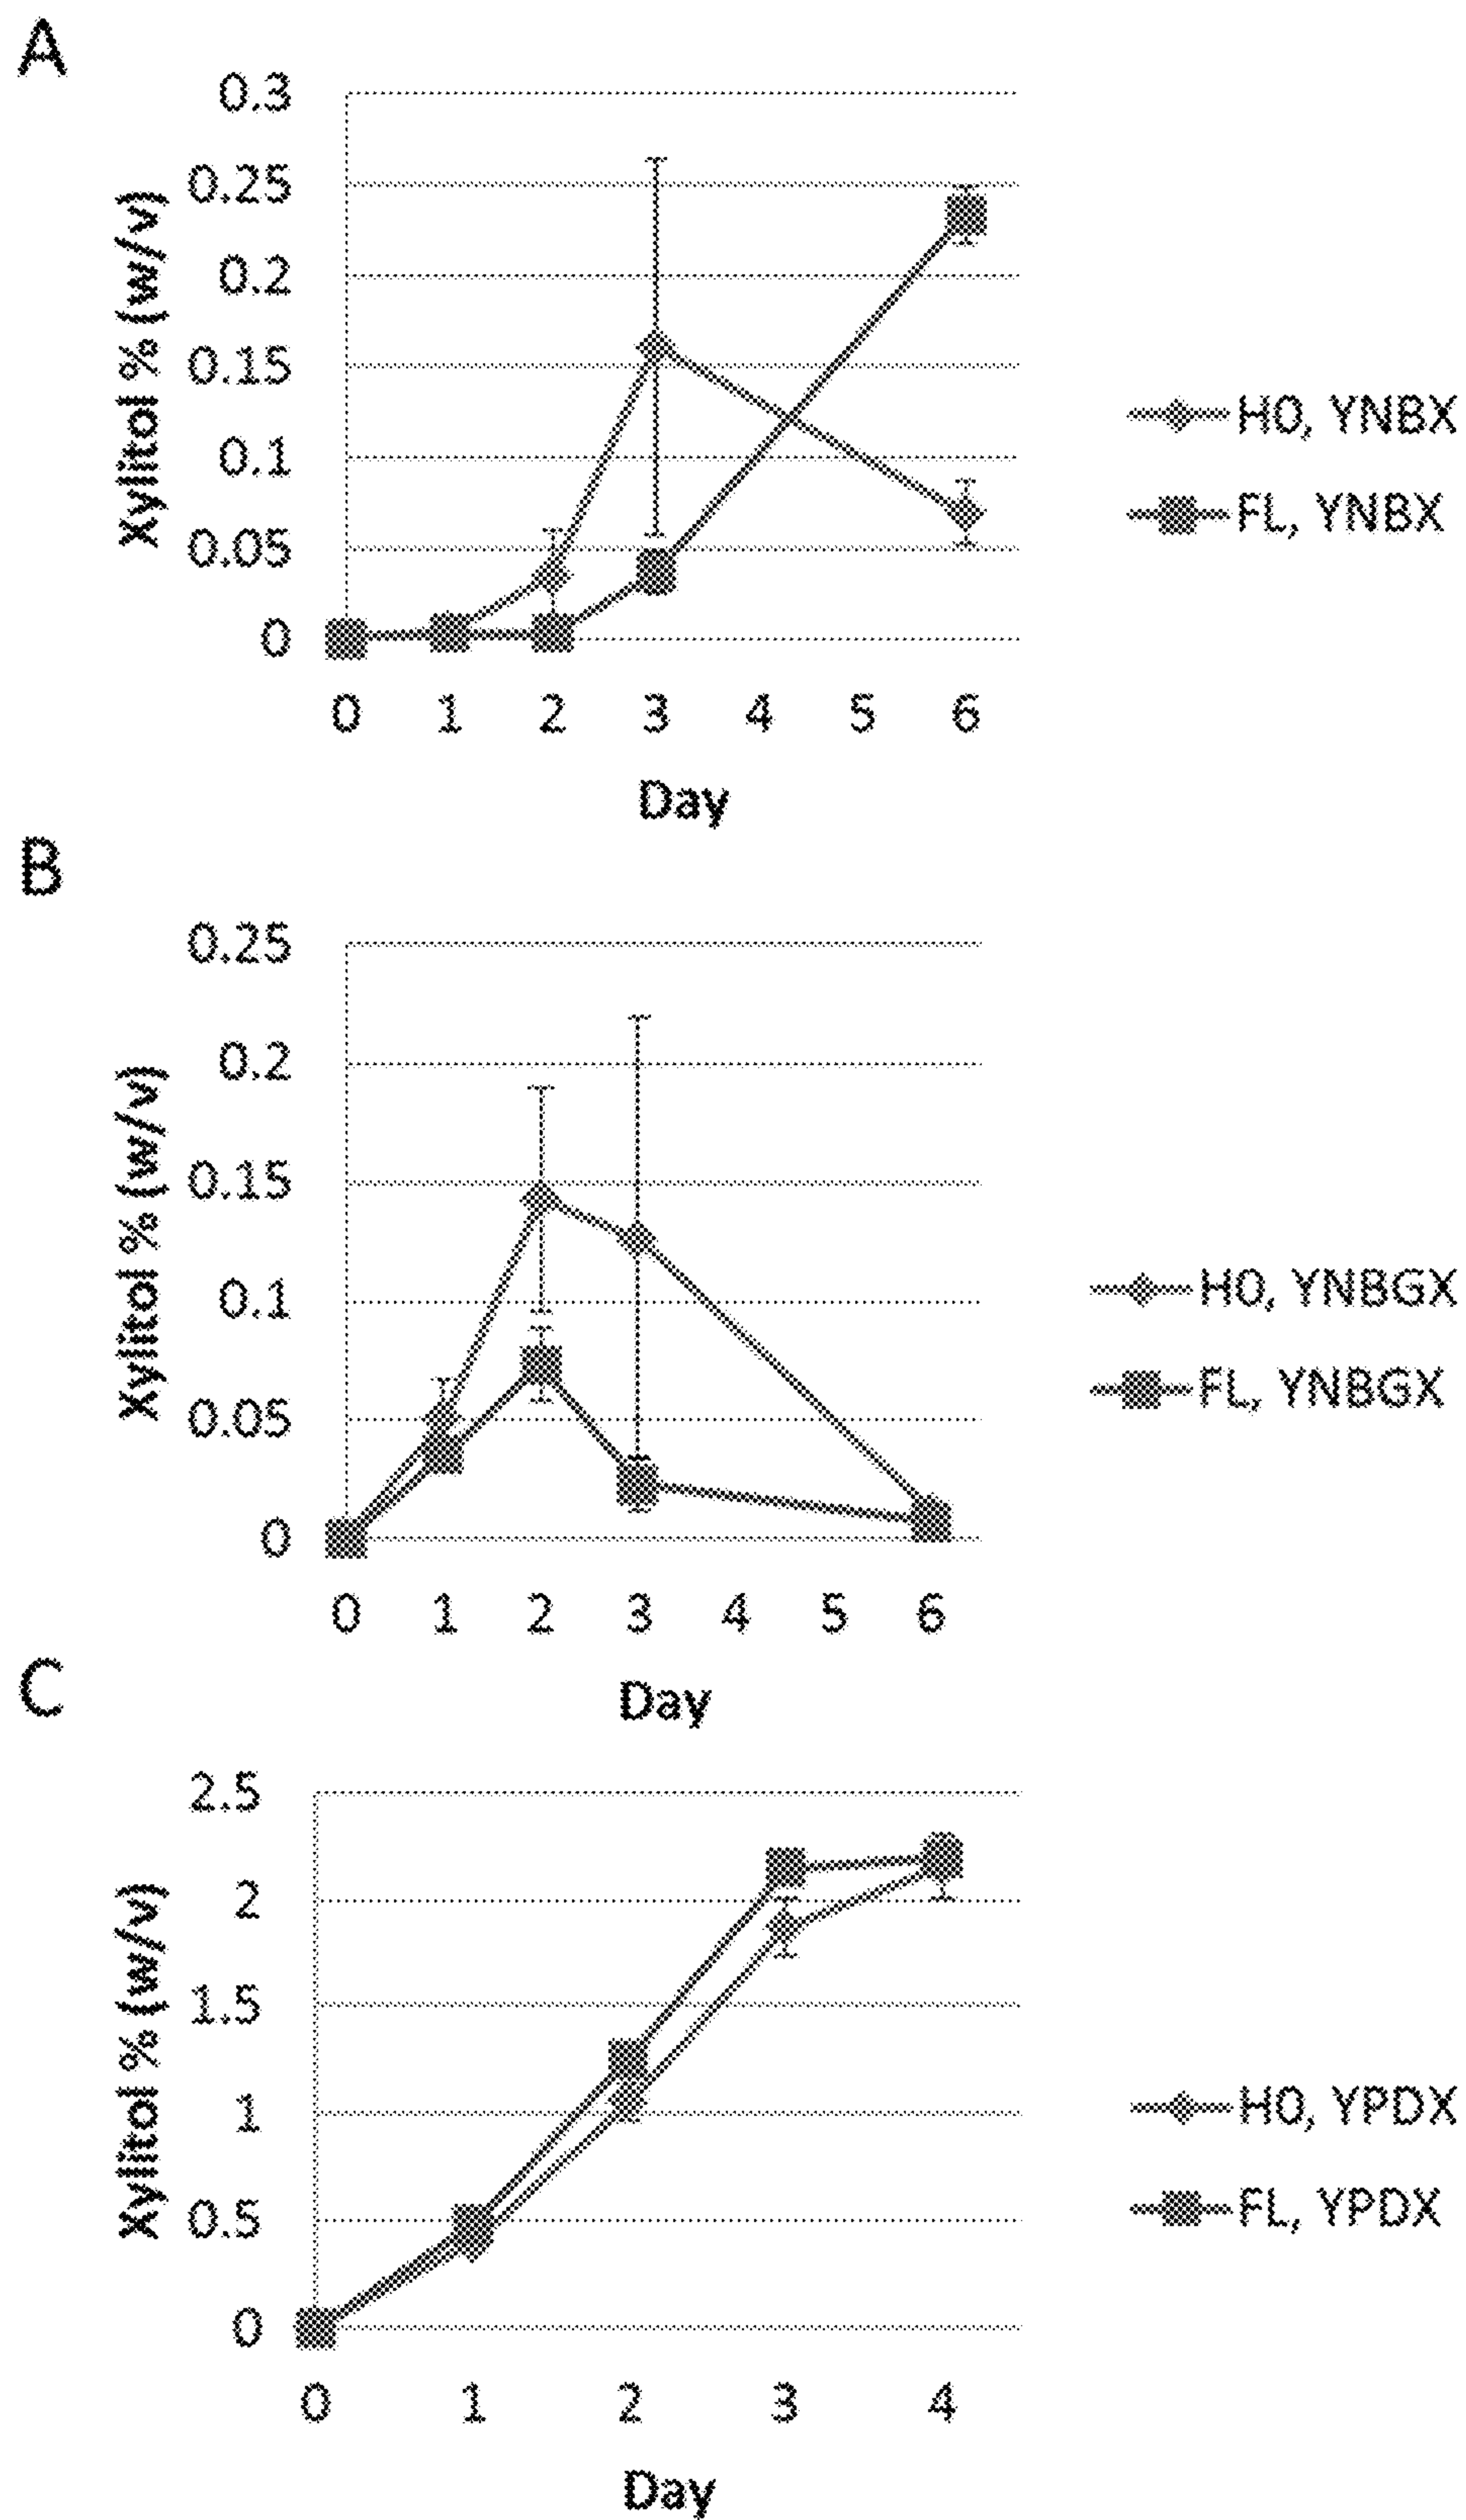 A
0.3
0.25
0.2
0.15
0.1
0.05
0
Xylitol % (w/v)
0 1 2 3 4 5 6
Day
HO, YNBX
FL, YNBX
B
0.25
0.2
0.15
0.1
0.05
0
Xylitol % (w/v)
0 1 2 3 4 5 6
Day
HO, YNBGX
FL, YNBGX
C
2.5
2
1.5
1
0.5
0
Xylitol % (w/v)
0 1 2 3 4
Day
HO, YPDX
FL, YPDX